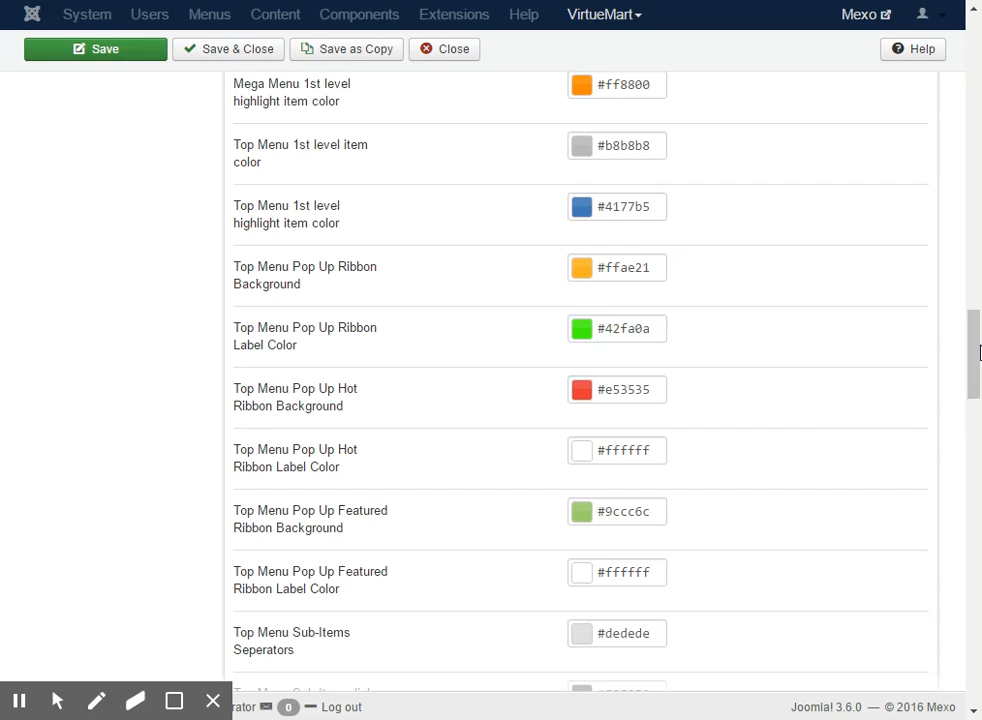 System Users Menus Content Components Extensions Help VirtueMart Mexo
Save Save & Close Save as Copy Close Help
Mega Menu 1st level
highlight item color
#ff8800
Top Menu 1st level item
color
#b8b8b8
Top Menu 1st level
highlight item color
#4177b5
Top Menu Pop Up Ribbon
Background
#ffae21
Top Menu Pop Up Ribbon
Label Color
#42fa0a
Top Menu Pop Up Hot
Ribbon Background
#e53535
Top Menu Pop Up Hot
Ribbon Label Color
#ffffff
Top Menu Pop Up Featured
Ribbon Background
#9ccc6c
Top Menu Pop Up Featured
Ribbon Label Color
#ffffff
Top Menu Sub-Items
Seperators
#dedede
rator 0 Log out Joomla! 3.6.0 — © 2016 Mexo